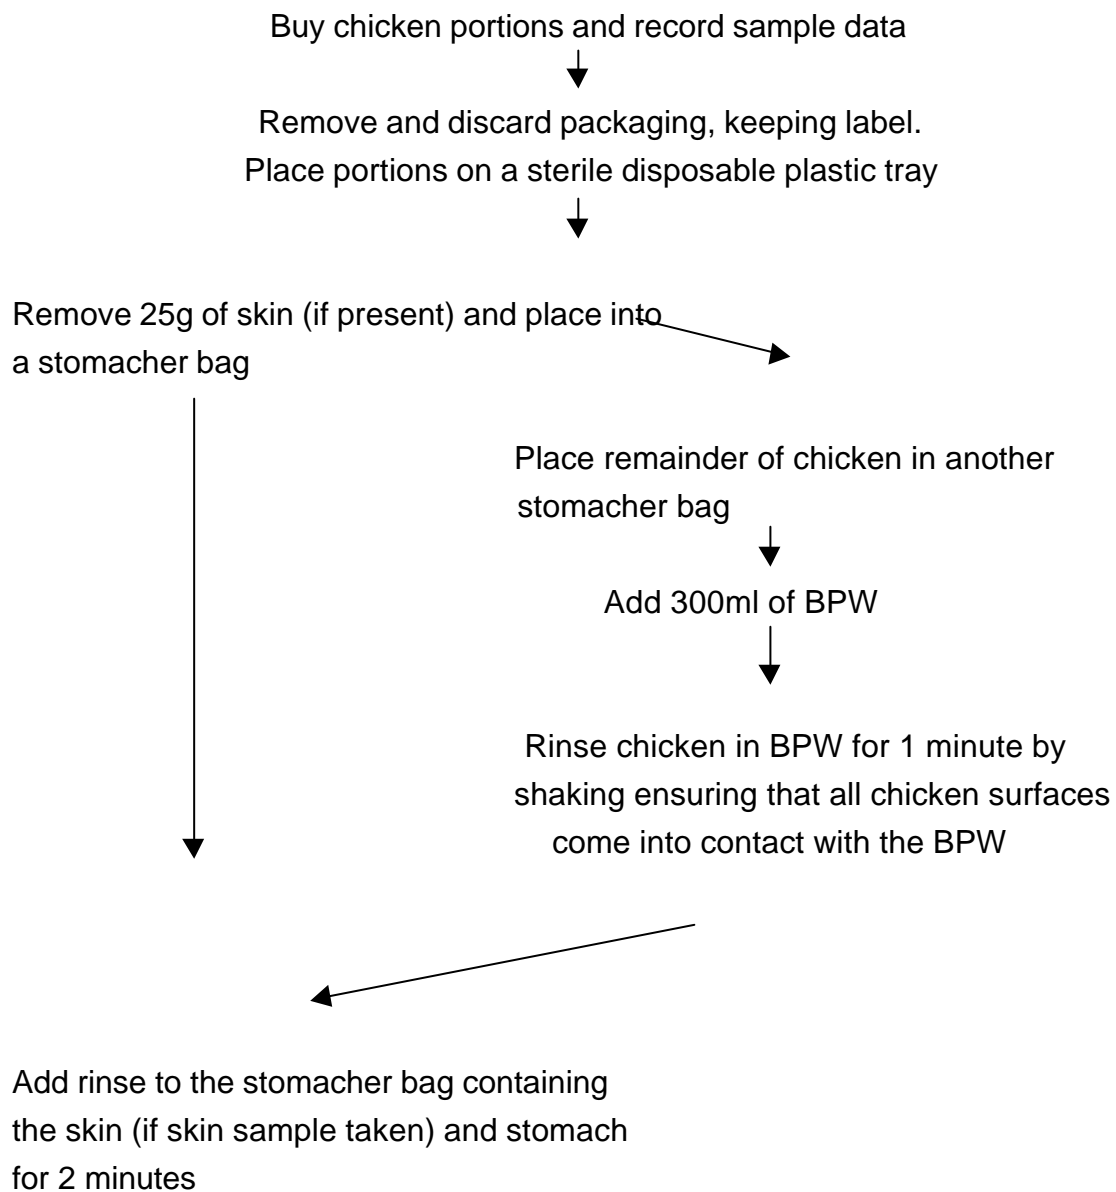 Buy chicken portions and record sample data
Remove and discard packaging, keeping label.
Place portions on a sterile disposable plastic tray
Remove 25g of skin (if present) and place into
a stomacher bag
Place remainder of chicken in another
stomacher bag
Add 300ml of BPW
Rinse chicken in BPW for 1 minute by
shaking ensuring that all chicken surfaces
come into contact with the BPW
Add rinse to the stomacher bag containing
the skin (if skin sample taken) and stomach
for 2 minutes